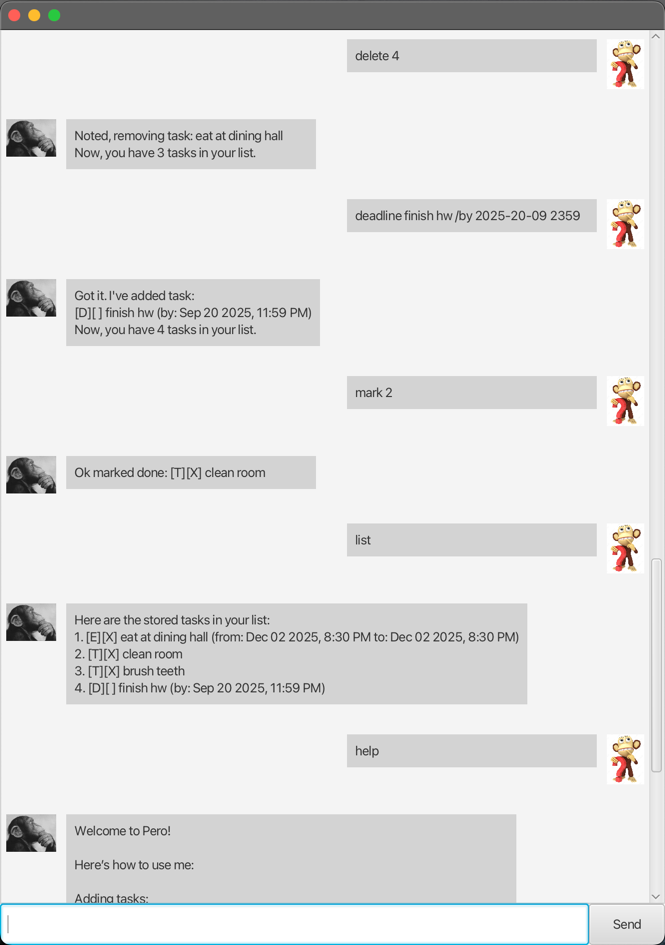 delete 4
Noted, removing task: eat at dining hall
Now, you have 3 tasks in your list.
deadline finish hw /by 2025-20-09 2359
Got it. I've added task:
[D][ ] finish hw (by: Sep 20 2025, 11:59 PM)
Now, you have 4 tasks in your list.
mark 2
Ok marked done: [T][X] clean room
list
Here are the stored tasks in your list:
1. [E][X] eat at dining hall (from: Dec 02 2025, 8:30 PM to: Dec 02 2025, 8:30 PM)
2. [T][X] clean room
3. [T][X] brush teeth
4. [D][ ] finish hw (by: Sep 20 2025, 11:59 PM)
help
Welcome to Pero!
Here’s how to use me:
Adding tasks:
Send